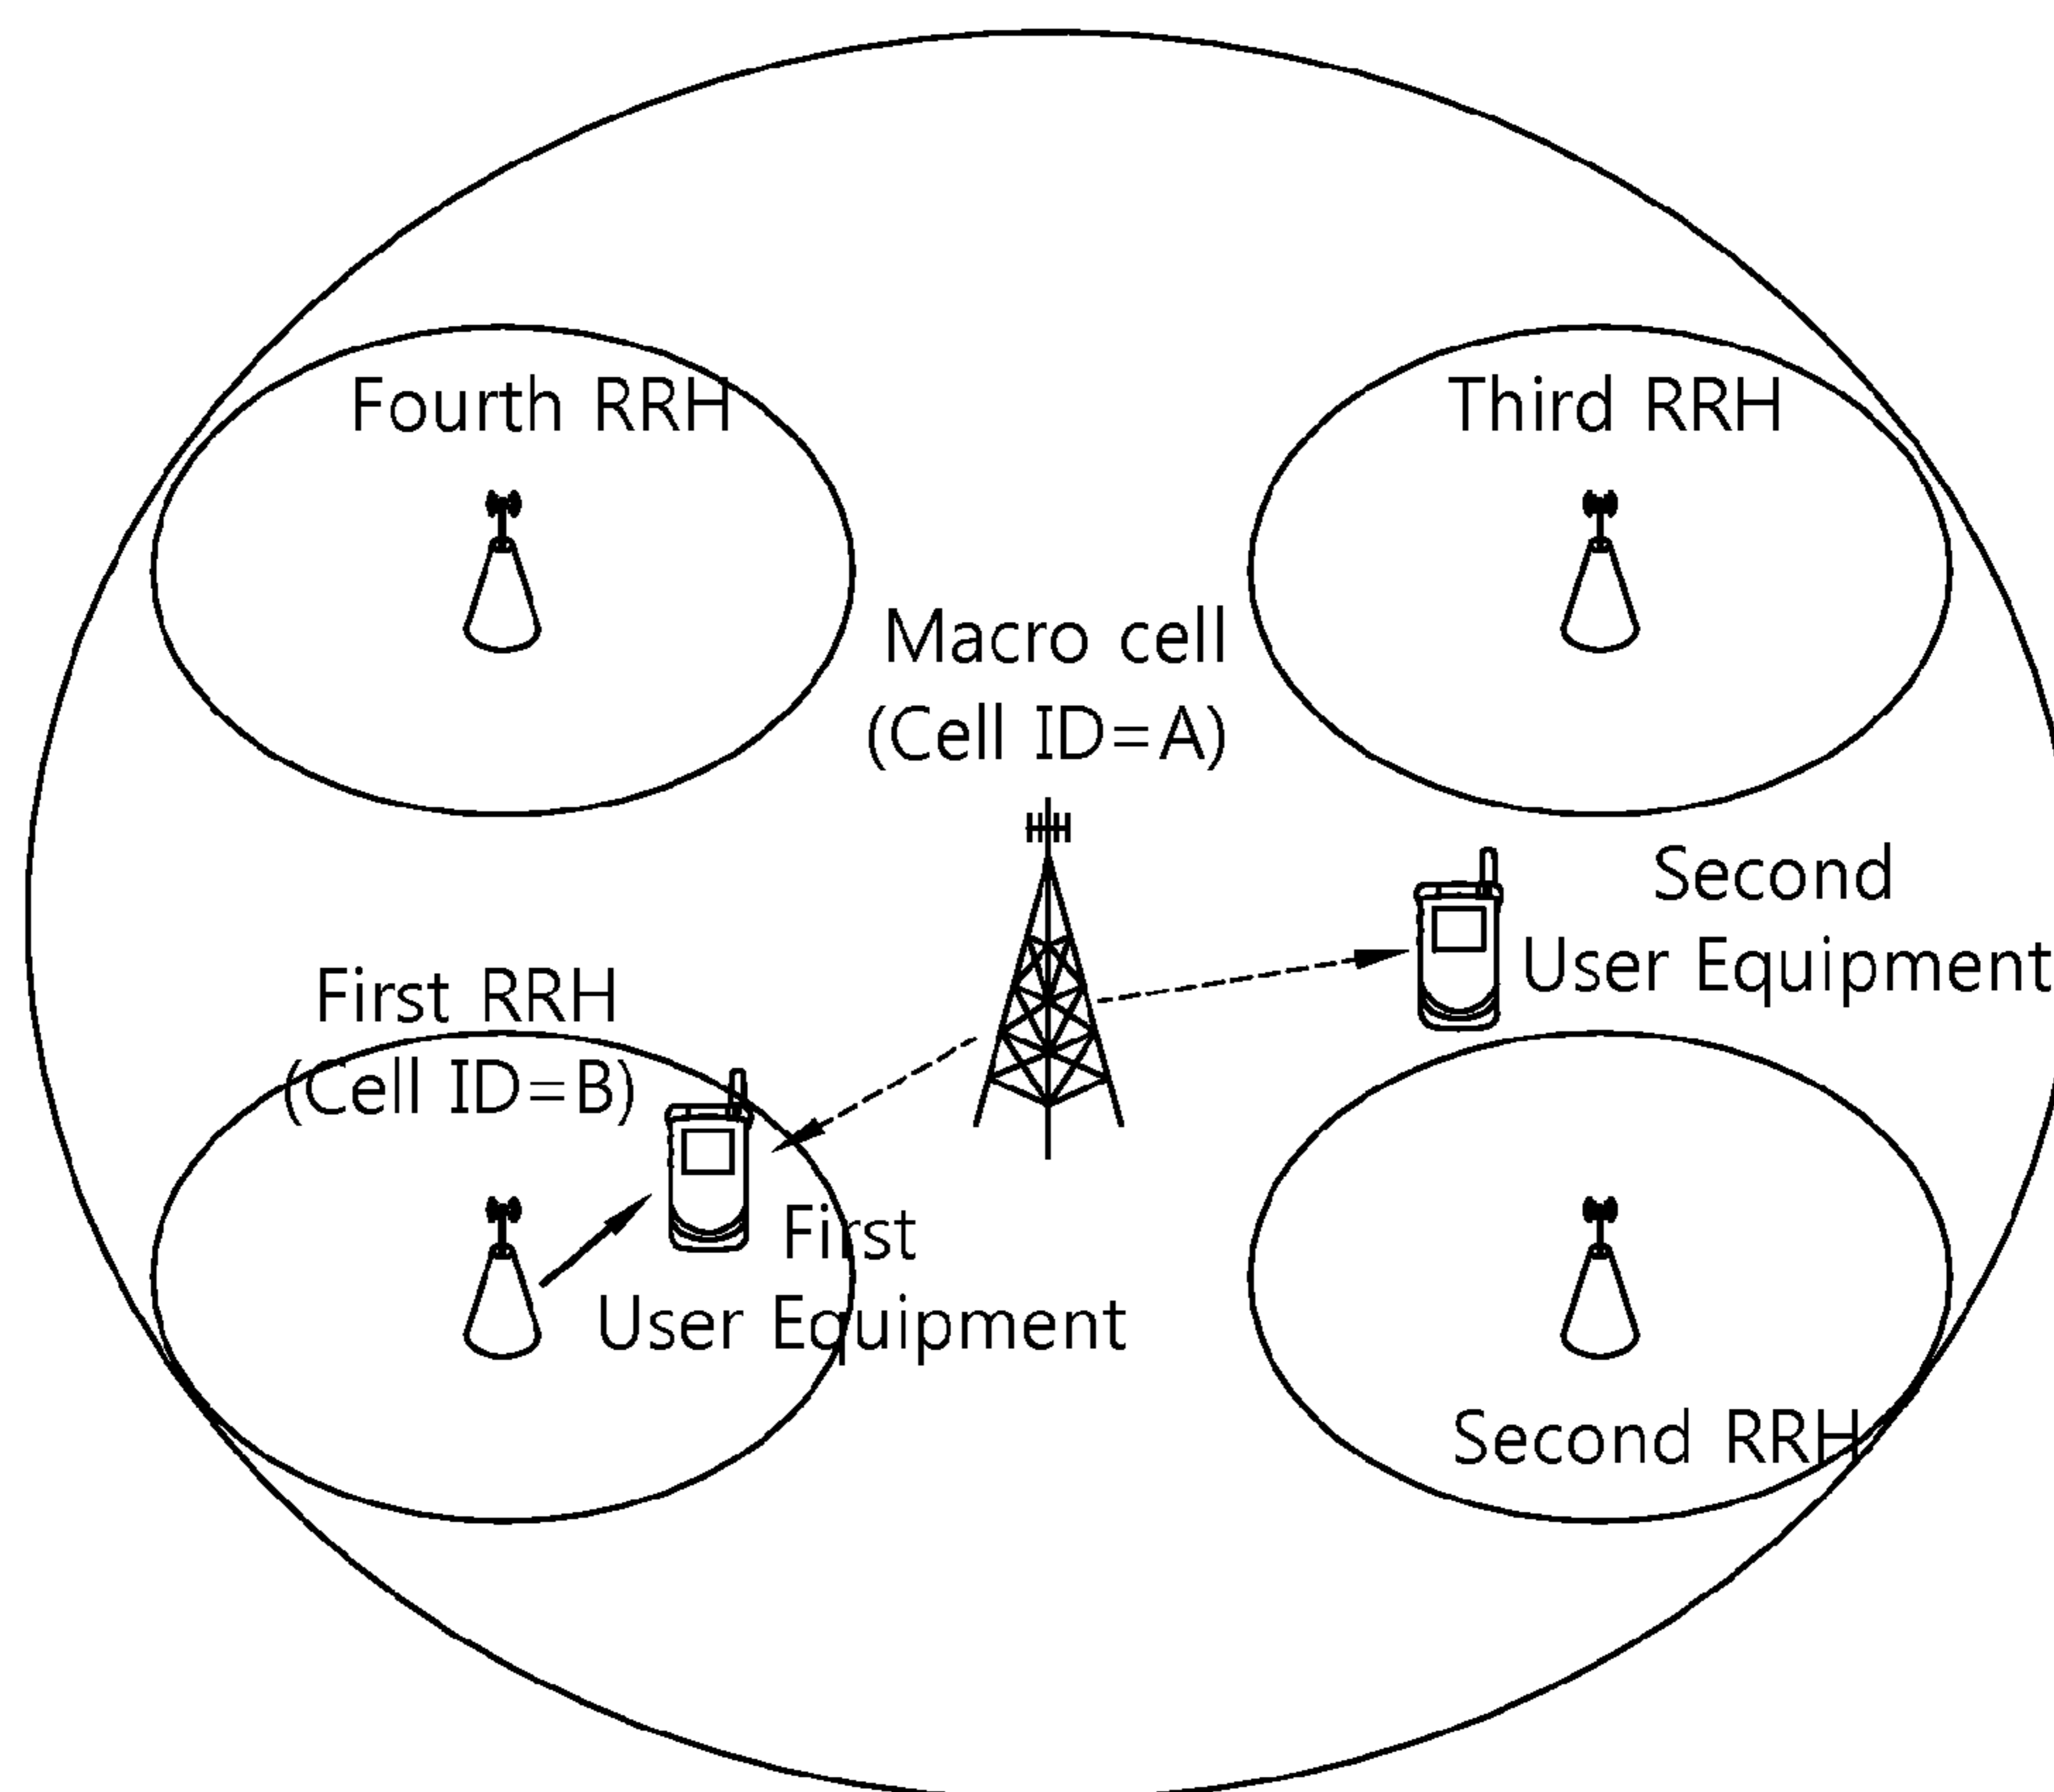 Fourth RRH
Third RRH
Macro cell
(Cell ID=A)
Second
User Equipment
First RRH
(Cell ID=B)
First
User Equipment
Second RRH